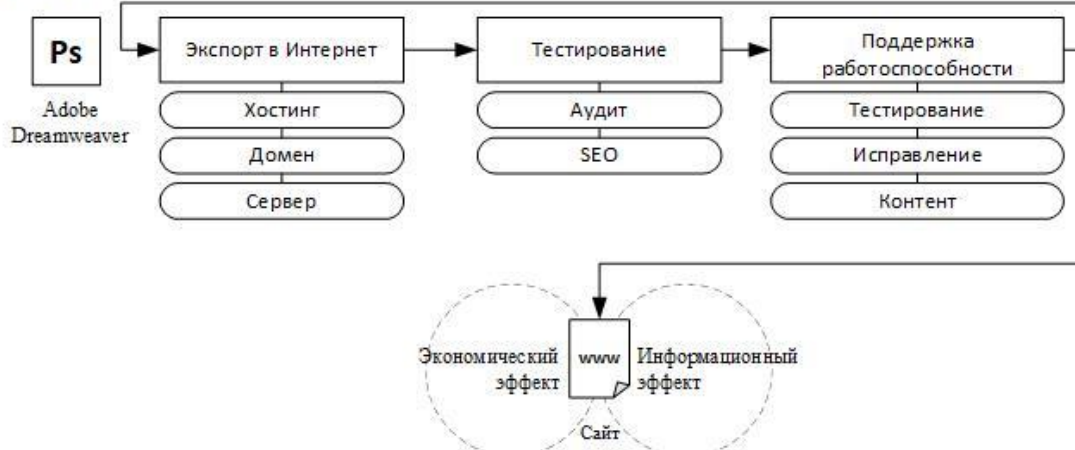 Ps
Adobe
Dreamweaver
Экспорт в Интернет
Хостинг
Домен
Сервер
Тестирование
Аудит
SEO
Поддержка
работоспособности
Тестирование
Исправление
Контент
Экономический
эффект
www
Информационный
эффект
Сайт